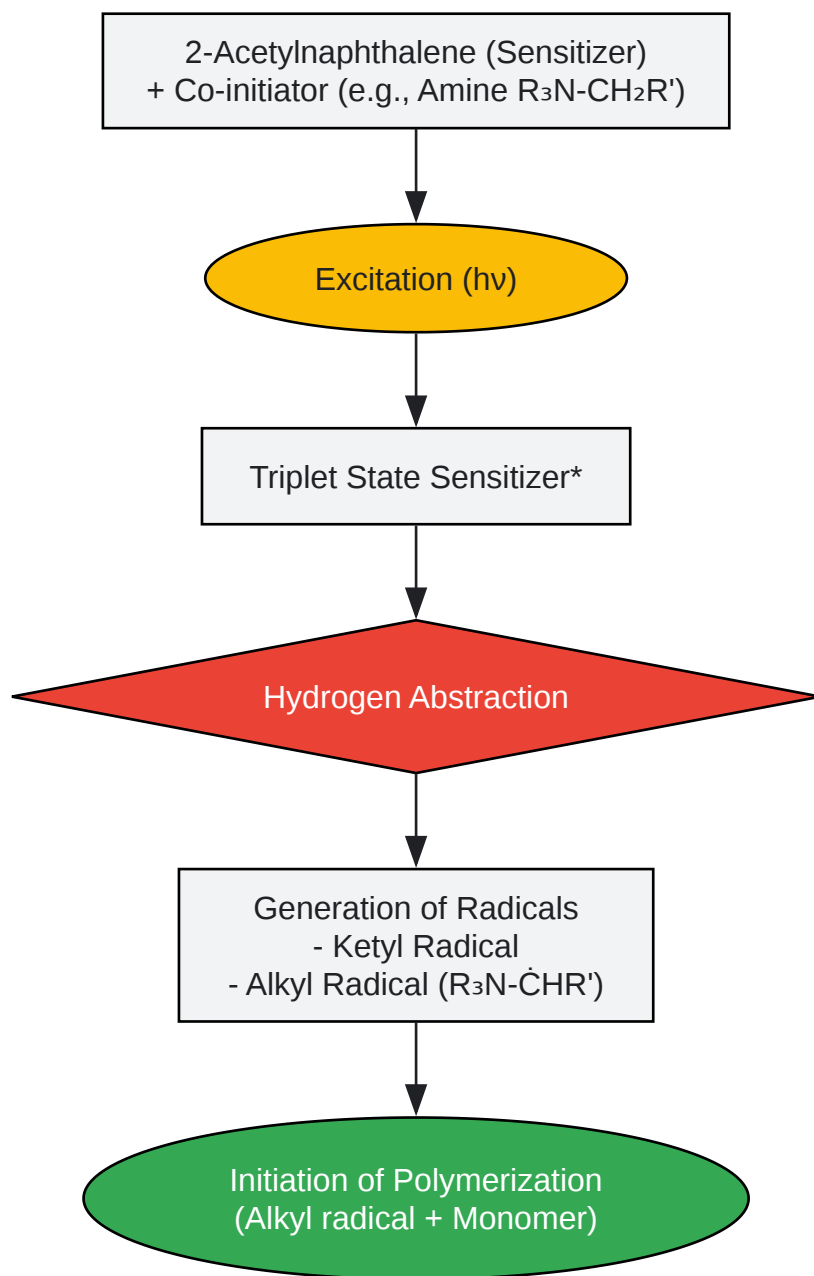 2-Acetylnaphthalene (Sensitizer)
+ Co-initiator (e.g., Amine R₃N-CH₂R')
Excitation (hν)
Triplet State Sensitizer*
Hydrogen Abstraction
Generation of Radicals
- Ketyl Radical
- Alkyl Radical (R₃N-ĊHR')
Initiation of Polymerization
(Alkyl radical + Monomer)